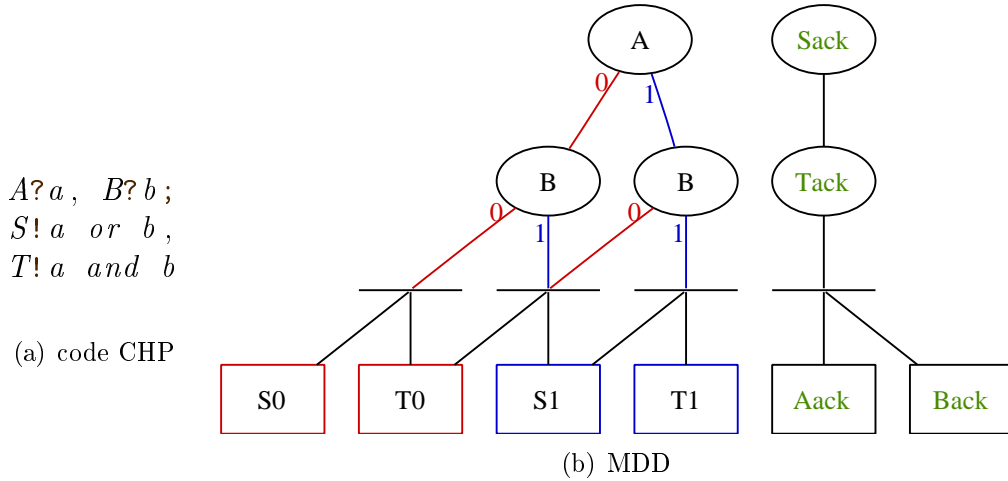 A Sack
0 1
A?a, B?b;
B B Tack
S!a or b,
0 1 0 1
T!a and b
(a) code CHP
S0 T0 S1 T1 Aack Back
(b) MDD